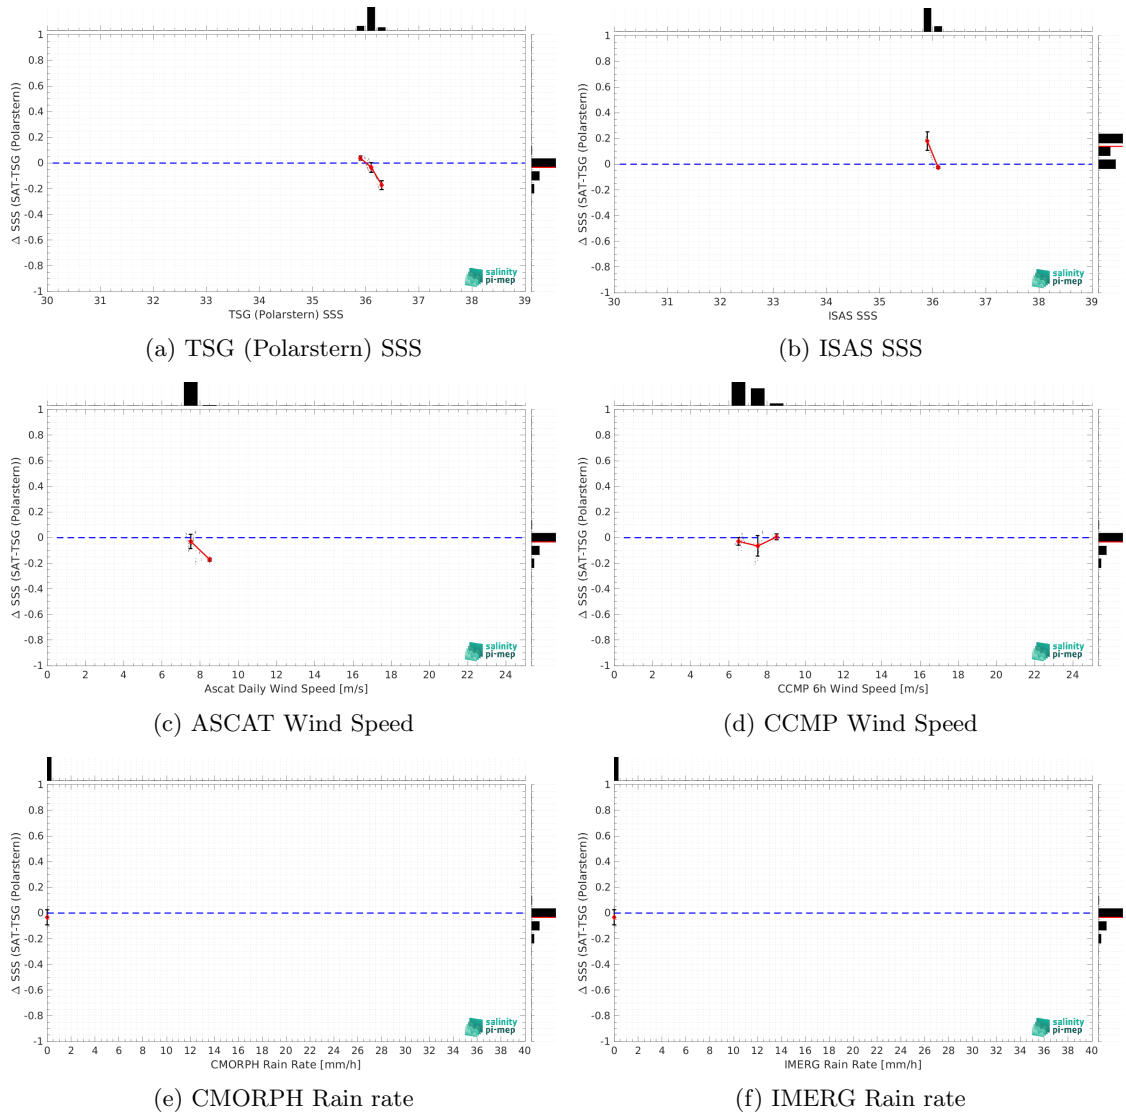 1
0.8
0.6
0.4
0.2
0
-0.2
-0.4
-0.6
-0.8
-1
Δ SSS (SAT-TSG (Polarstern))
30 31 32 33 34 35 36 37 38 39
TSG (Polarstern) SSS
salinity
pi-mep
(a) TSG (Polarstern) SSS
1
0.8
0.6
0.4
0.2
0
-0.2
-0.4
-0.6
-0.8
-1
Δ SSS (SAT-TSG (Polarstern))
30 31 32 33 34 35 36 37 38 39
ISAS SSS
salinity
pi-mep
(b) ISAS SSS
1
0.8
0.6
0.4
0.2
0
-0.2
-0.4
-0.6
-0.8
-1
Δ SSS (SAT-TSG (Polarstern))
0 2 4 6 8 10 12 14 16 18 20 22 24
Ascat Daily Wind Speed [m/s]
salinity
pi-mep
(c) ASCAT Wind Speed
1
0.8
0.6
0.4
0.2
0
-0.2
-0.4
-0.6
-0.8
-1
Δ SSS (SAT-TSG (Polarstern))
0 2 4 6 8 10 12 14 16 18 20 22 24
CCMP 6h Wind Speed [m/s]
salinity
pi-mep
(d) CCMP Wind Speed
1
0.8
0.6
0.4
0.2
0
-0.2
-0.4
-0.6
-0.8
-1
Δ SSS (SAT-TSG (Polarstern))
0 2 4 6 8 10 12 14 16 18 20 22 24 26 28 30 32 34 36 38 40
CMORPH Rain Rate [mm/h]
salinity
pi-mep
(e) CMORPH Rain rate
1
0.8
0.6
0.4
0.2
0
-0.2
-0.4
-0.6
-0.8
-1
Δ SSS (SAT-TSG (Polarstern))
0 2 4 6 8 10 12 14 16 18 20 22 24 26 28 30 32 34 36 38 40
IMERG Rain Rate [mm/h]
salinity
pi-mep
(f) IMERG Rain rate